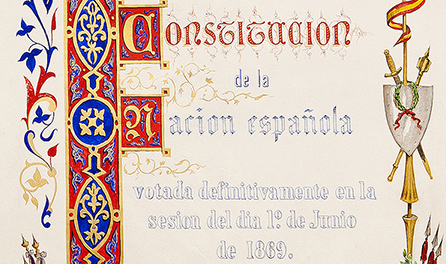 Constitucion
de la
Nacion española
votada definitivamente en la
sesion del dia 1º de Junio
de 1869.